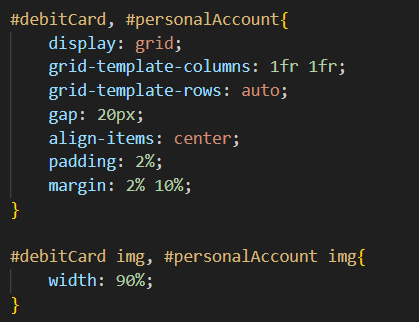 #debitCard, #personalAccount{
    display: grid;
    grid-template-columns: 1fr 1fr;
    grid-template-rows: auto;
    gap: 20px;
    align-items: center;
    padding: 2%;
    margin: 2% 10%;
}

#debitCard img, #personalAccount img{
    width: 90%;
}